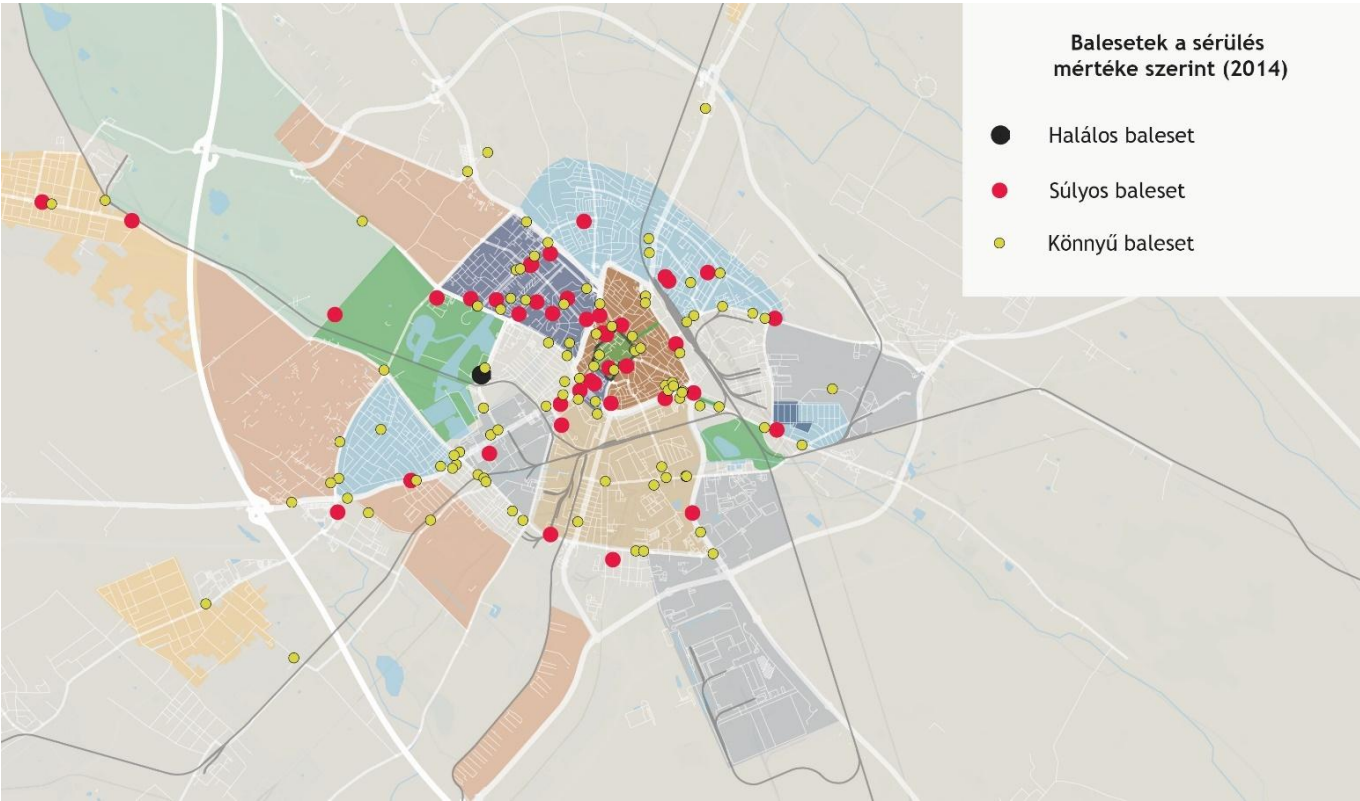 Balesetek a sérülés
mértéke szerint (2014)
Halálos baleset
Súlyos baleset
Könnyű baleset